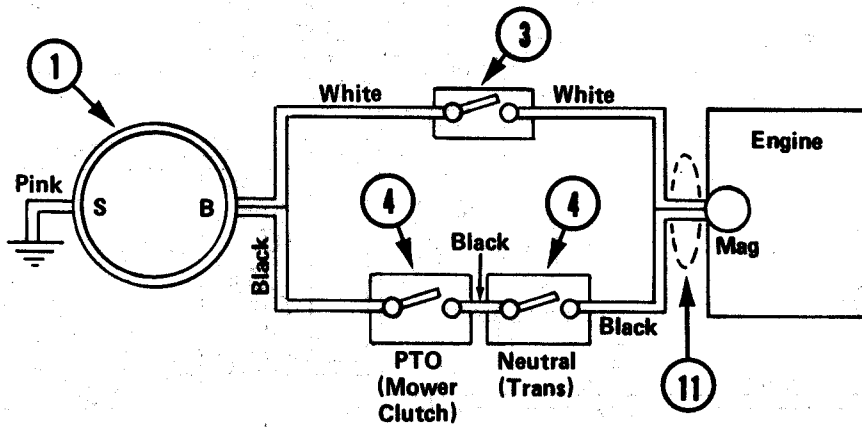 3
1
White
White
Engine
Pink
S
B
4
4
Mag
Black
Black
Black
11
PTO
(Mower
Clutch)
Neutral
(Trans)